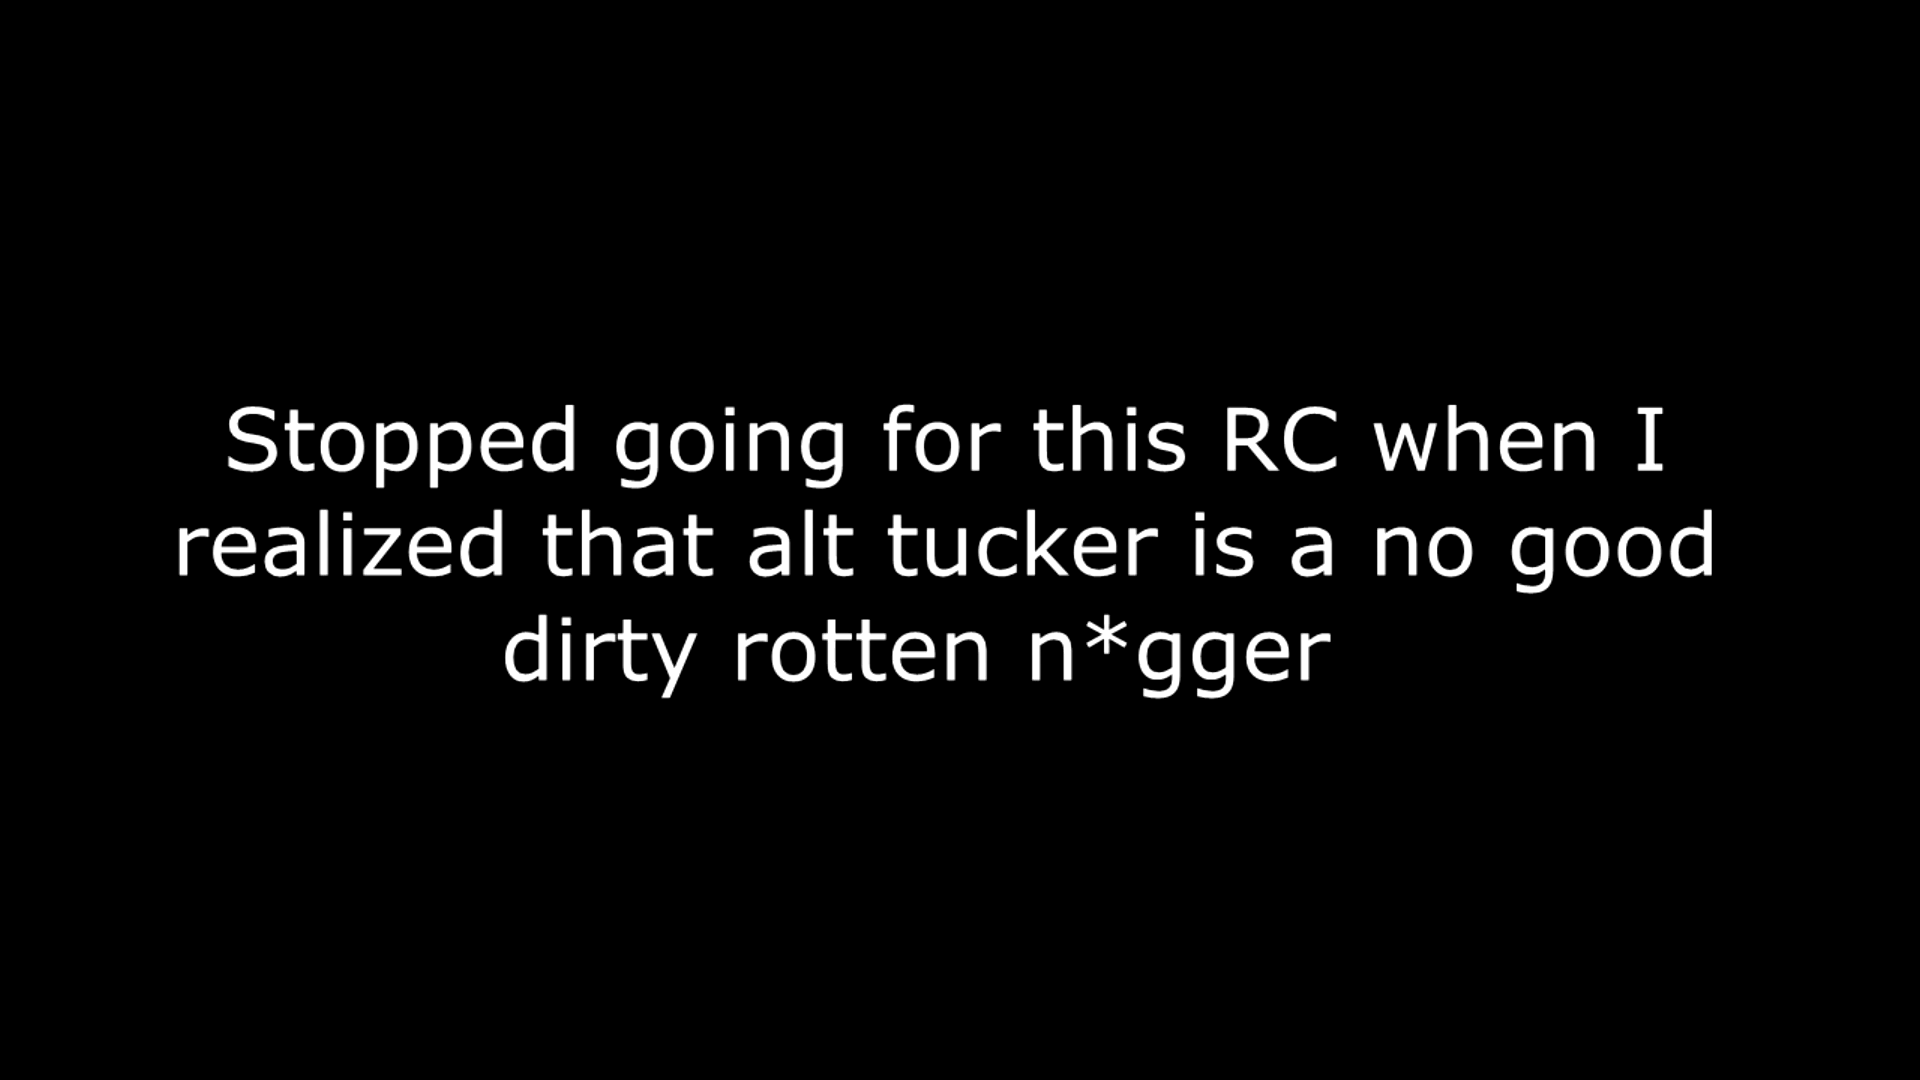 Stopped going for this RC when I
realized that alt tucker is a no good
dirty rotten n*gger